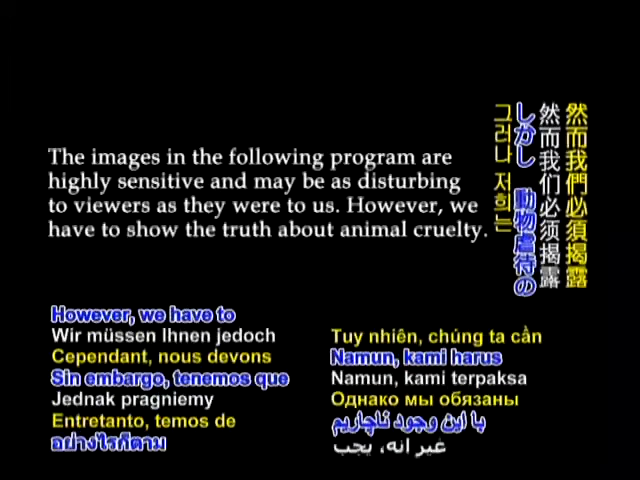 The images in the following program are
highly sensitive and may be as disturbing
to viewers as they were to us. However, we
have to show the truth about animal cruelty.
然而我們必須揭露
然而我们必须揭露
しかし 動物虐待の
그러나 저희는
However, we have to
Wir müssen Ihnen jedoch
Cependant, nous devons
Sin embargo, tenemos que
Jednak pragniemy
Entretanto, temos de
อย่างไรก็ตาม
Tuy nhiên, chúng ta cần
Namun, kami harus
Namun, kami terpaksa
Однако мы обязаны
با این وجود ناچاریم
غير انه، يجب